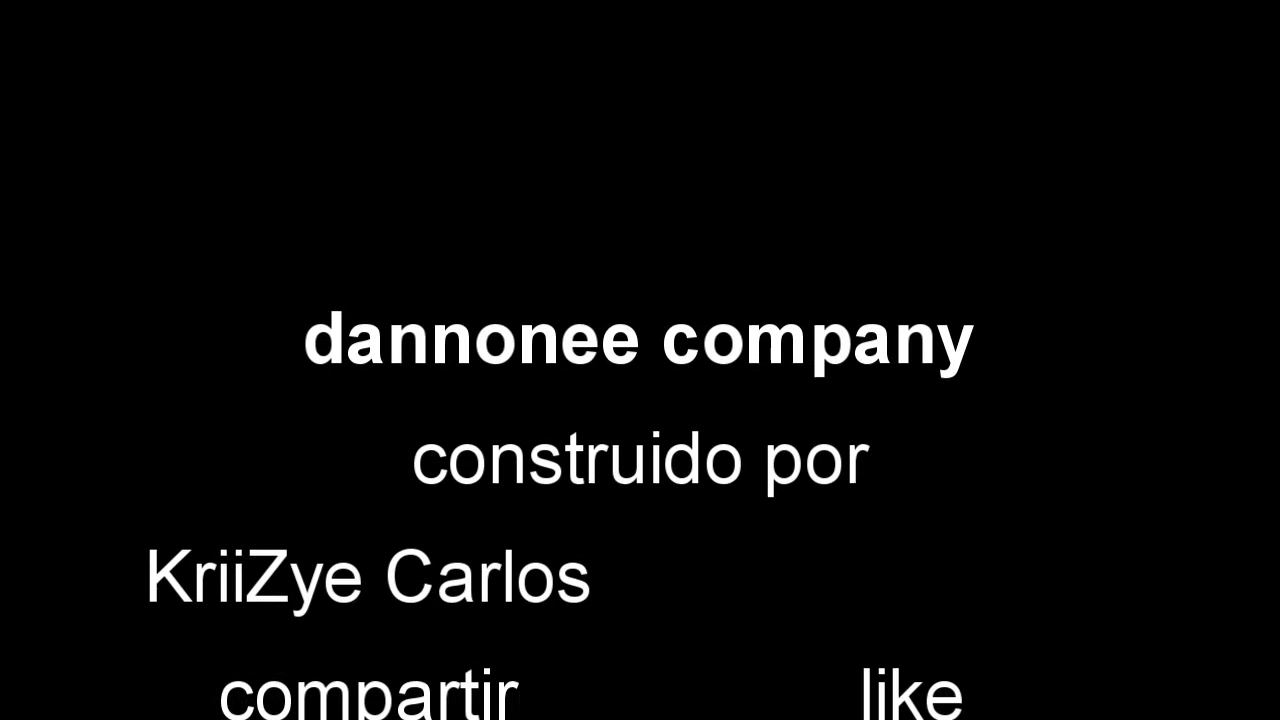 dannonee company
construido por
KriiZye Carlos
compartir like